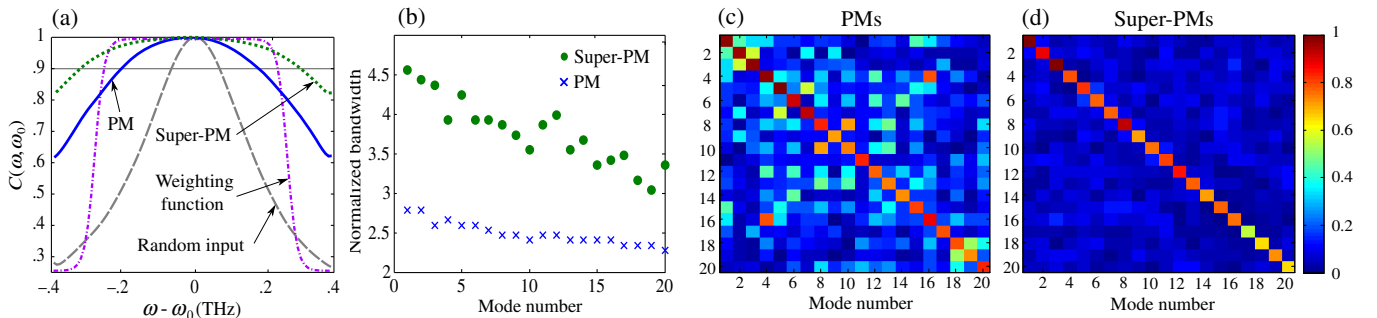 (a)
C(ω, ω₀)
1
.9
.8
.7
.6
.5
.4
.3
PM
Super-PM
Weighting
function
Random input
−.4 −.2 0 .2 .4
ω - ω₀(THz)
(b)
Normalized bandwidth
4.5
4
3.5
3
2.5
2
Super-PM
PM
0 5 10 15 20
Mode number
(c) PMs
2
4
6
8
10
12
14
16
18
20
2 4 6 8 10 12 14 16 18 20
Mode number
(d) Super-PMs
2
4
6
8
10
12
14
16
18
20
2 4 6 8 10 12 14 16 18 20
Mode number
1
0.8
0.6
0.4
0.2
0